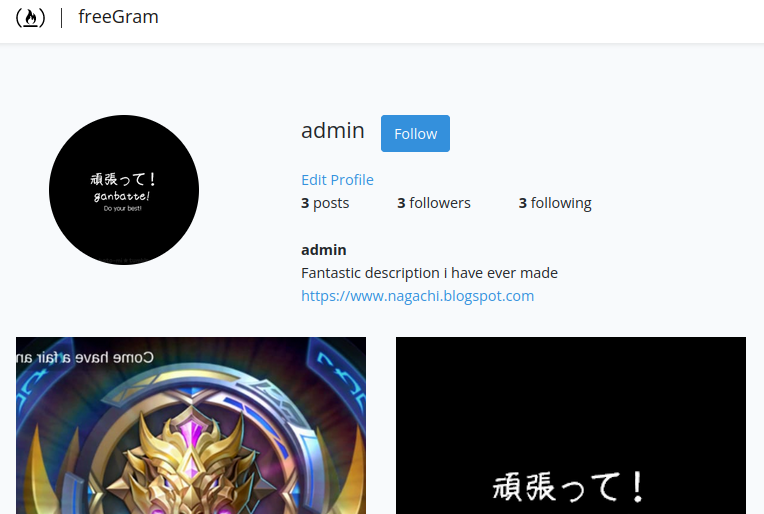 freeGram
admin
Follow
頑張って!
ganbatte!
Do your best!
Edit Profile
3 posts
3 followers
3 following
admin
Fantastic description i have ever made
https://www.nagachi.blogspot.com
Come have a fair an
頑張って!